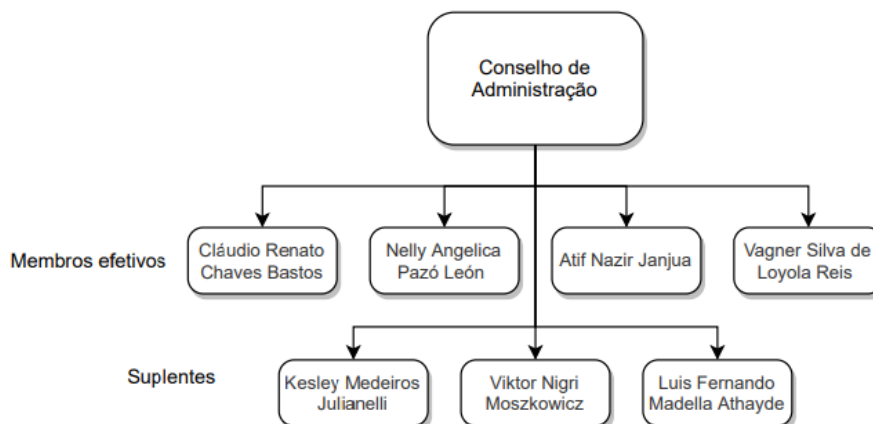 Conselho de
Administração
Membros efetivos
Cláudio Renato
Chaves Bastos
Nelly Angelica
Pazó León
Atif Nazir Janjua
Vagner Silva de
Loyola Reis
Suplentes
Kesley Medeiros
Julianelli
Viktor Nigri
Moszkowicz
Luis Fernando
Madella Athayde